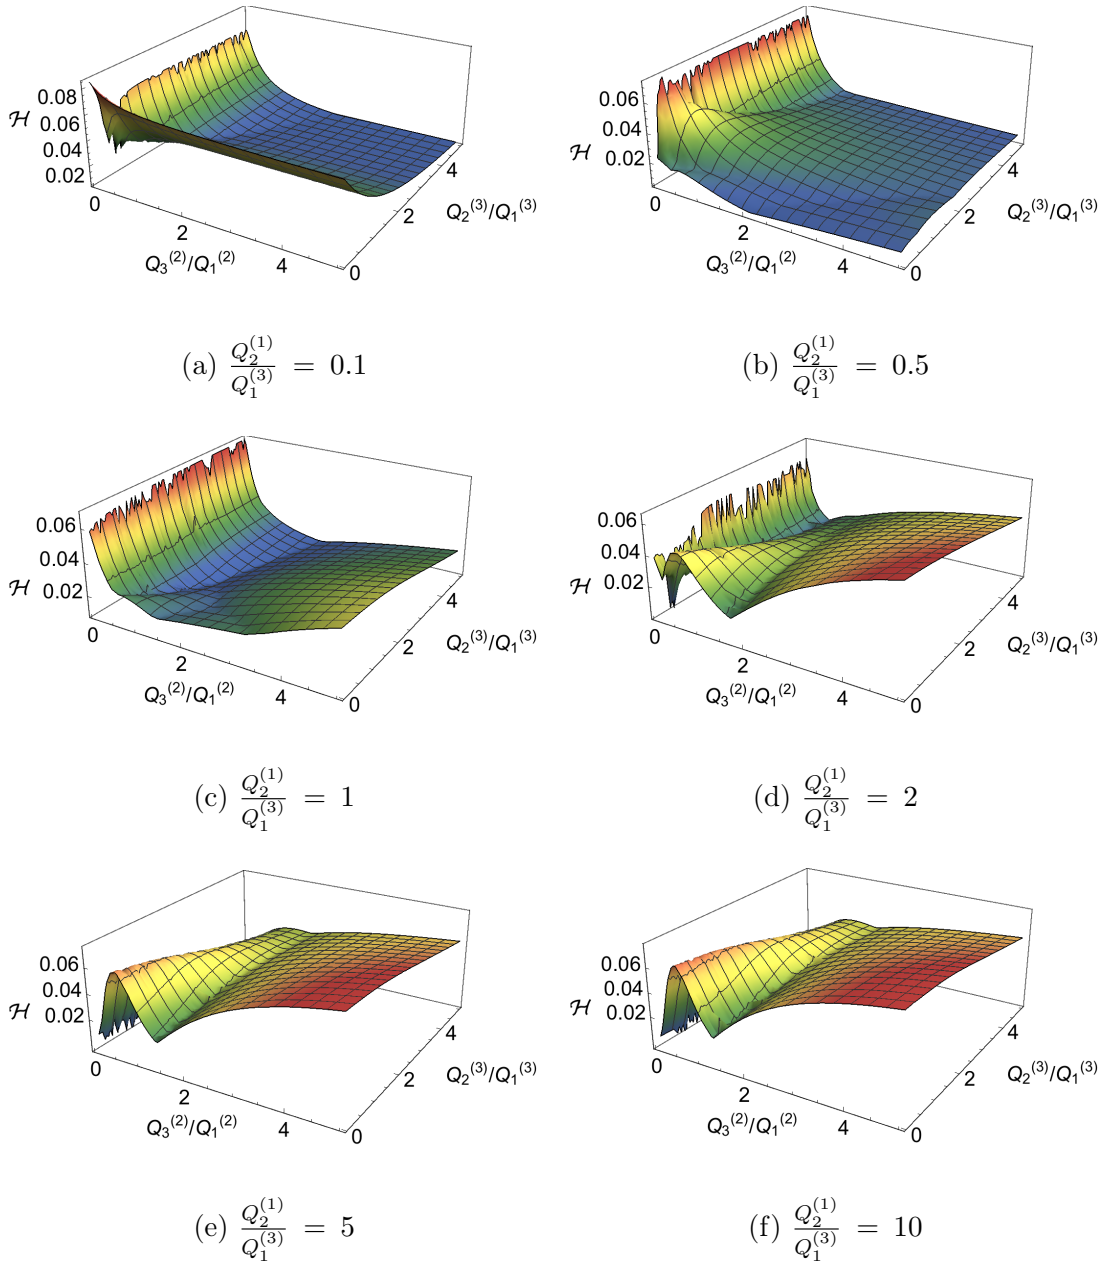 0.08
0.06
0.04
0.02
ℋ
0
2
4
Q₃⁽²⁾/Q₁⁽²⁾
0
2
4
Q₂⁽³⁾/Q₁⁽³⁾
(a) Q₂⁽¹⁾/Q₁⁽³⁾ = 0.1
0.06
0.04
0.02
ℋ
0
2
4
Q₃⁽²⁾/Q₁⁽²⁾
0
2
4
Q₂⁽³⁾/Q₁⁽³⁾
(b) Q₂⁽¹⁾/Q₁⁽³⁾ = 0.5
0.06
0.04
0.02
ℋ
0
2
4
Q₃⁽²⁾/Q₁⁽²⁾
0
2
4
Q₂⁽³⁾/Q₁⁽³⁾
(c) Q₂⁽¹⁾/Q₁⁽³⁾ = 1
0.06
0.04
0.02
ℋ
0
2
4
Q₃⁽²⁾/Q₁⁽²⁾
0
2
4
Q₂⁽³⁾/Q₁⁽³⁾
(d) Q₂⁽¹⁾/Q₁⁽³⁾ = 2
0.06
0.04
0.02
ℋ
0
2
4
Q₃⁽²⁾/Q₁⁽²⁾
0
2
4
Q₂⁽³⁾/Q₁⁽³⁾
(e) Q₂⁽¹⁾/Q₁⁽³⁾ = 5
0.06
0.04
0.02
ℋ
0
2
4
Q₃⁽²⁾/Q₁⁽²⁾
0
2
4
Q₂⁽³⁾/Q₁⁽³⁾
(f) Q₂⁽¹⁾/Q₁⁽³⁾ = 10